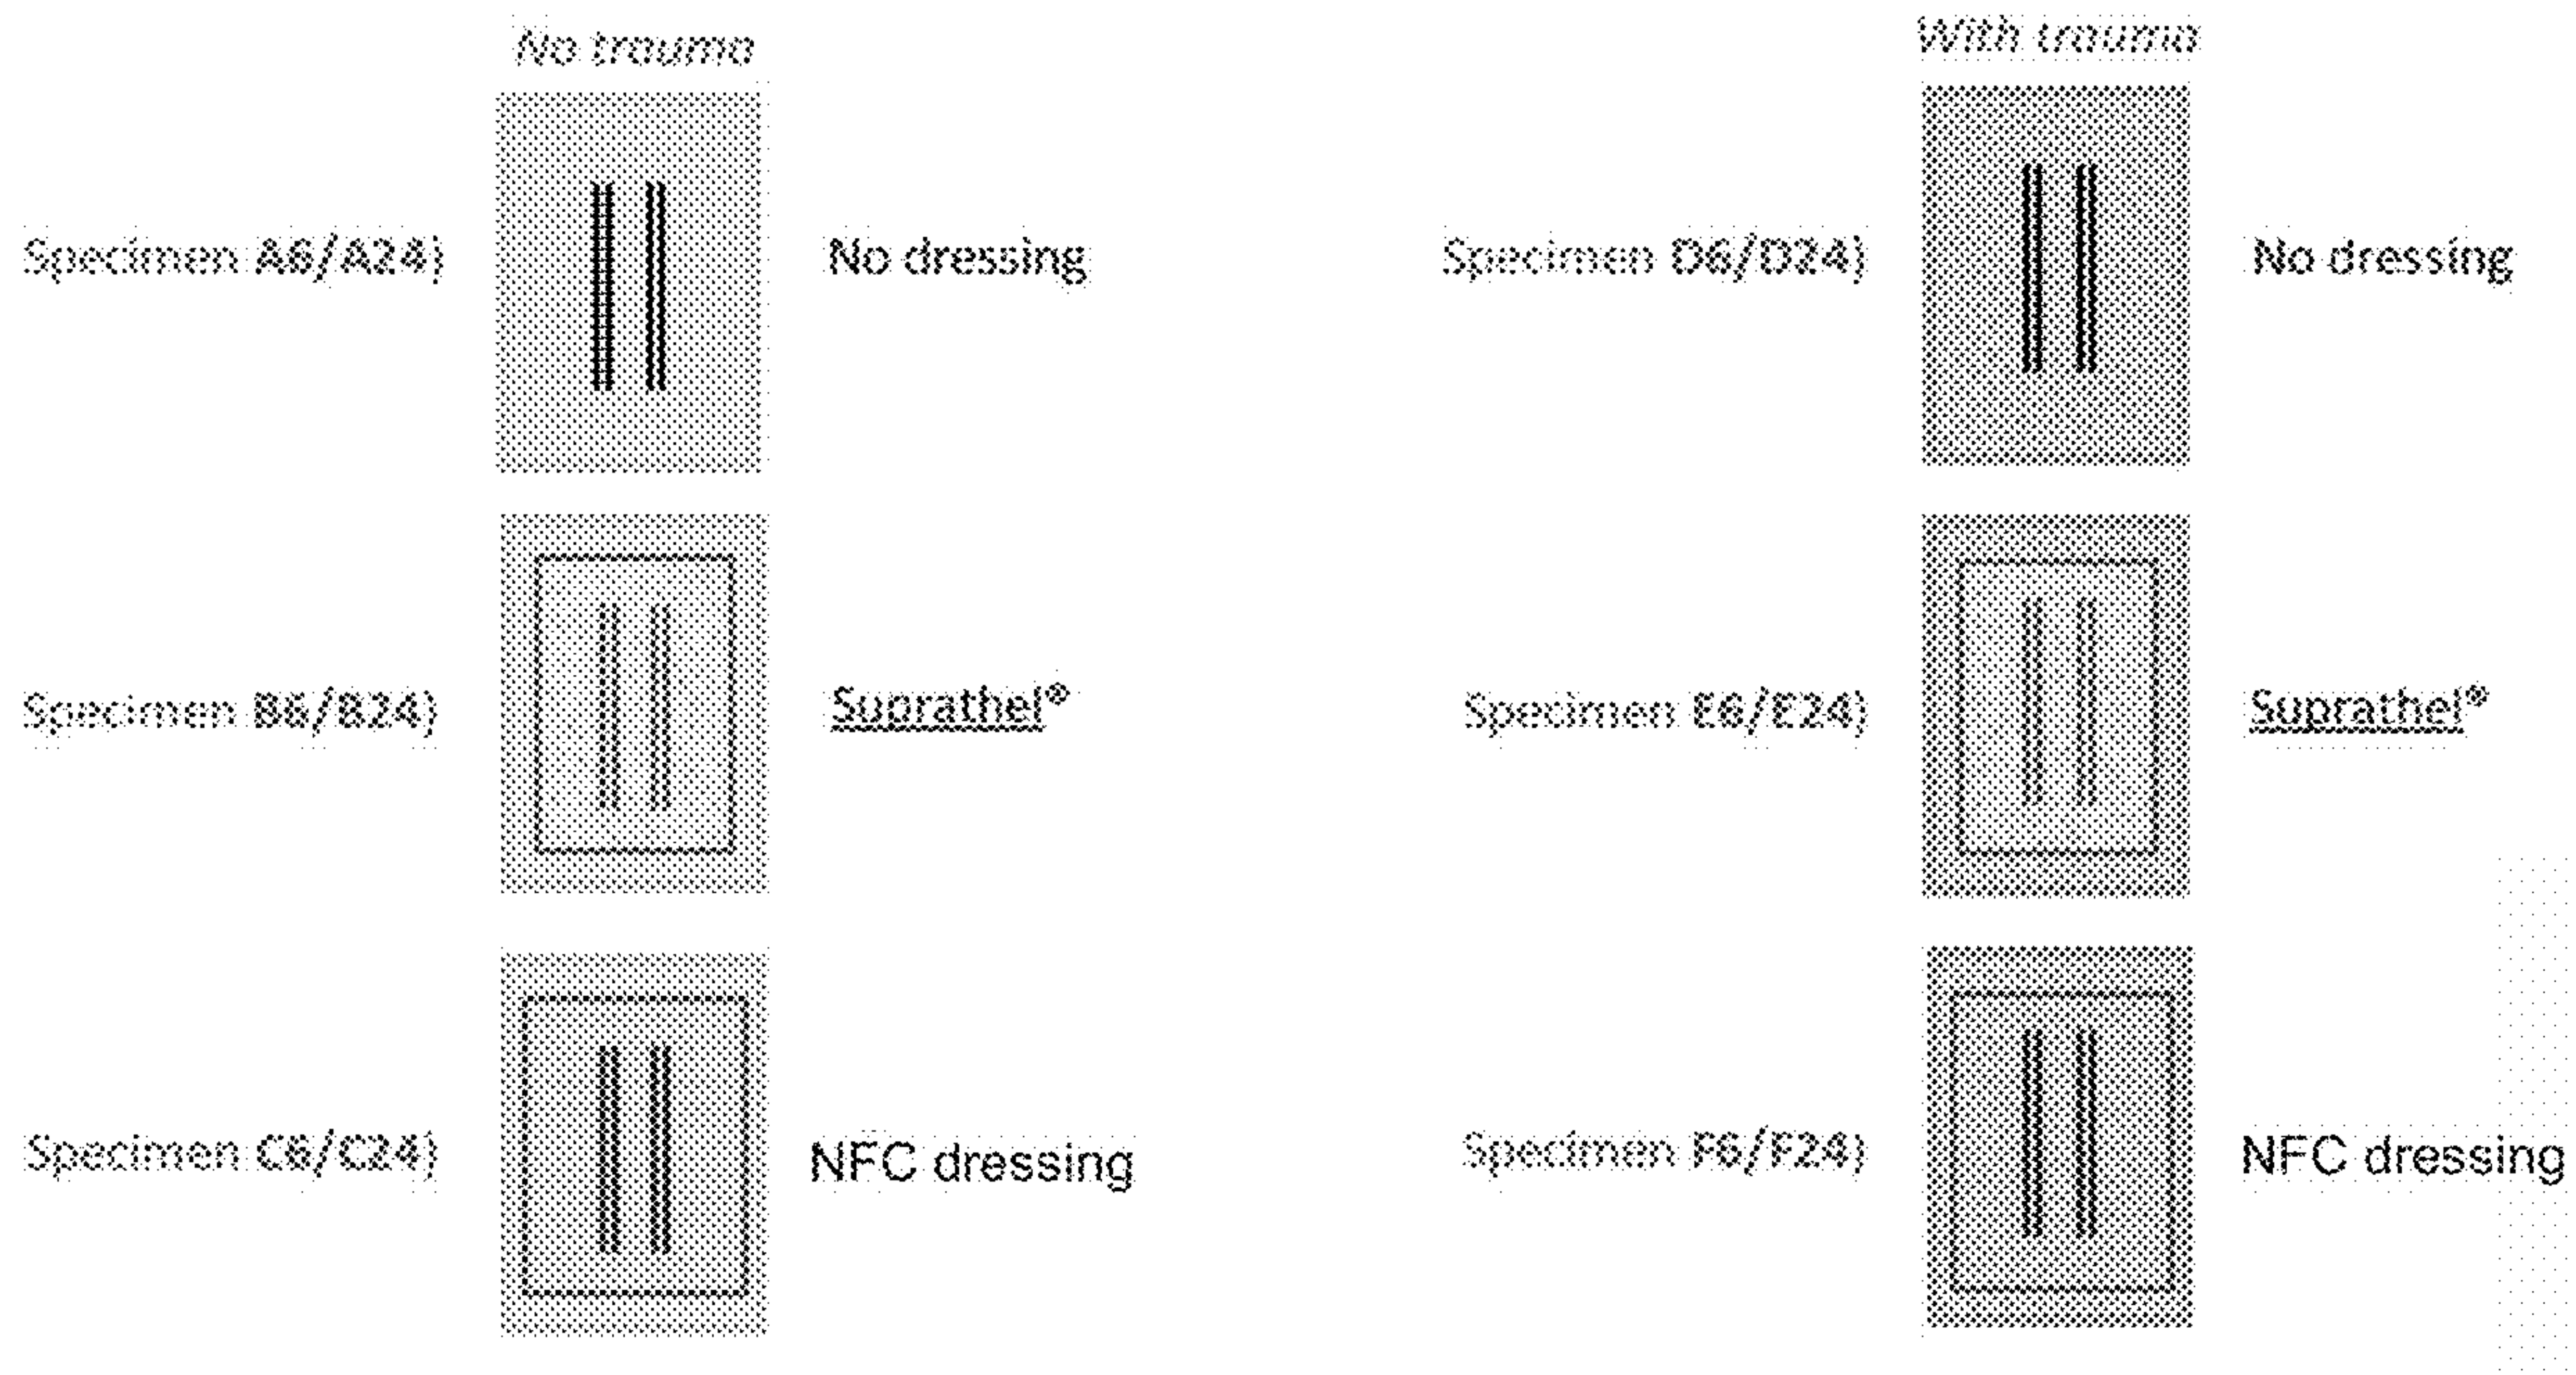 No trauma
With trauma
Specimen A6/A24)
No dressing
Specimen D6/D24)
No dressing
Specimen B6/B24)
Suprathel®
Specimen E6/E24)
Suprathel®
Specimen C6/C24)
NFC dressing
Specimen F6/F24)
NFC dressing